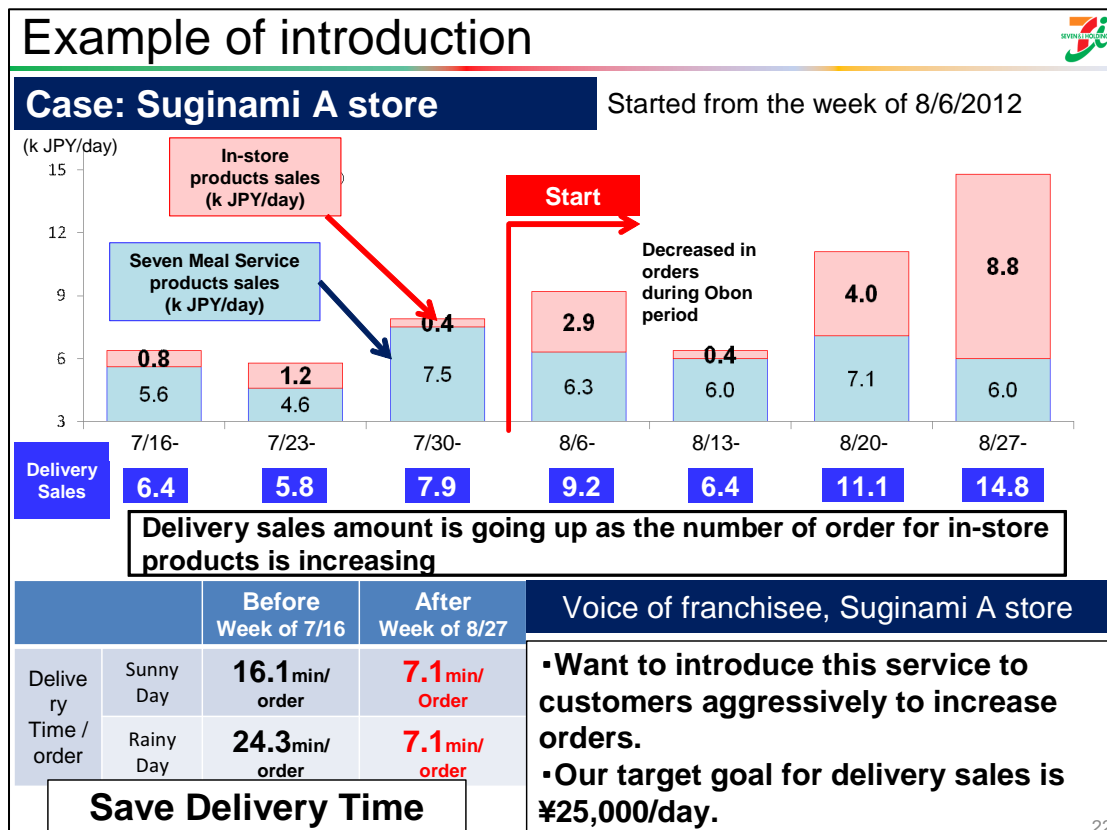 Example of introduction
SEVEN & i HOLDINGS
Case: Suginami A store
Started from the week of 8/6/2012
(k JPY/day)
15
12
9
6
3
In-store
products sales
(k JPY/day)
Seven Meal Service
products sales
(k JPY/day)
Start
Decreased in
orders
during Obon
period
0.8
5.6
1.2
4.6
0.4
7.5
2.9
6.3
0.4
6.0
4.0
7.1
8.8
6.0
7/16-
7/23-
7/30-
8/6-
8/13-
8/20-
8/27-
Delivery
Sales
6.4
5.8
7.9
9.2
6.4
11.1
14.8
Delivery sales amount is going up as the number of order for in-store
products is increasing
Before
Week of 7/16
After
Week of 8/27
Delive
ry
Time /
order
Sunny
Day
16.1min/
order
7.1min/
Order
Rainy
Day
24.3min/
order
7.1min/
order
Save Delivery Time
Voice of franchisee, Suginami A store
・Want to introduce this service to
customers aggressively to increase
orders.
・Our target goal for delivery sales is
¥25,000/day.